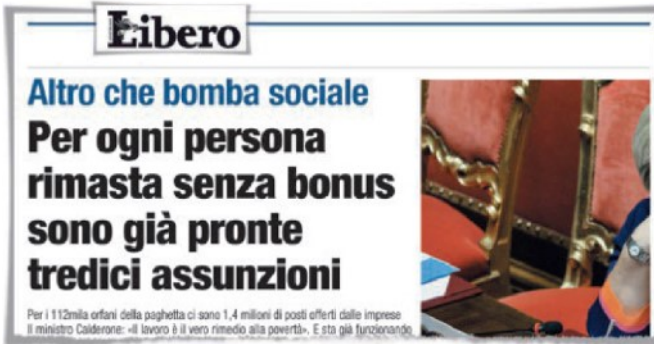 Libero
Altro che bomba sociale
Per ogni persona
rimasta senza bonus
sono già pronte
tredici assunzioni
Per i 112mila orfani della paghetta ci sono 1,4 milioni di posti offerti dalle imprese
Il ministro Calderone: «Il lavoro è il vero rimedio alla povertà». E sta già funzionando